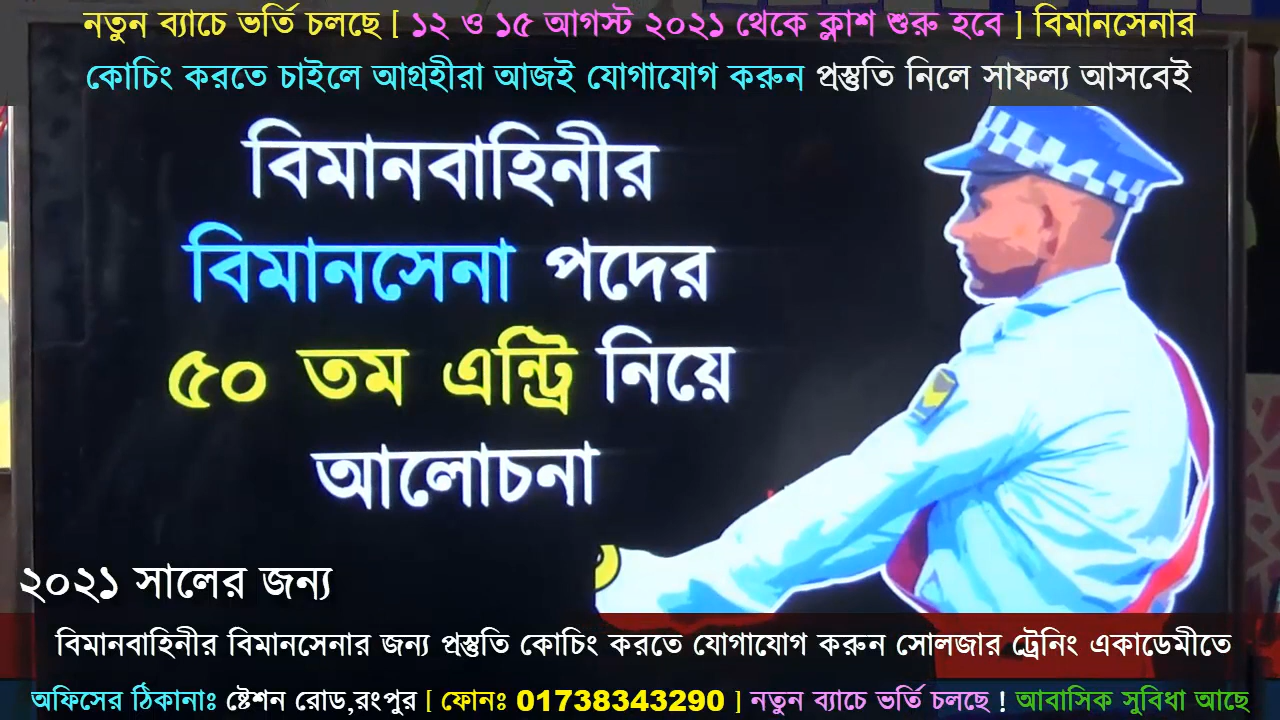 নতুন ব্যাচে ভর্তি চলছে [ ১২ ও ১৫ আগস্ট ২০২১ থেকে ক্লাশ শুরু হবে ] বিমানসেনার
কোচিং করতে চাইলে আগ্রহীরা আজই যোগাযোগ করুন প্রস্তুতি নিলে সাফল্য আসবেই
বিমানবাহিনীর
বিমানসেনা পদের
৫০ তম এন্ট্রি নিয়ে
আলোচনা
২০২১ সালের জন্য
বিমানবাহিনীর বিমানসেনার জন্য প্রস্তুতি কোচিং করতে যোগাযোগ করুন সোলজার ট্রেনিং একাডেমীতে
অফিসের ঠিকানাঃ ষ্টেশন রোড,রংপুর [ ফোনঃ 01738343290 ] নতুন ব্যাচে ভর্তি চলছে ! আবাসিক সুবিধা আছে